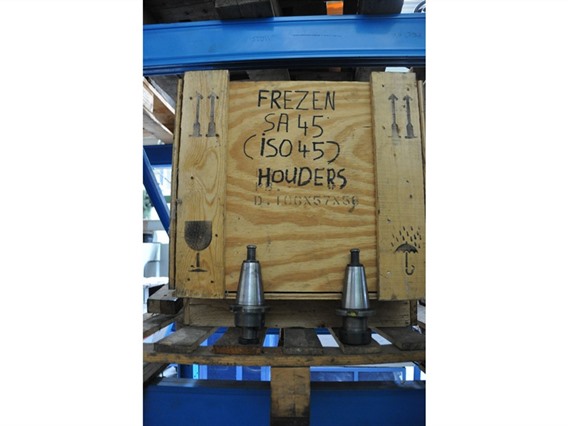 FREZEN
SA 45
(ISO 45)
HOUDERS